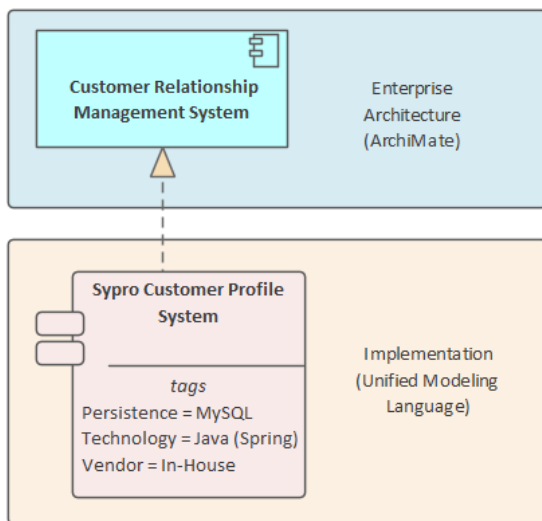 Customer Relationship
Management System
Enterprise
Architecture
(ArchiMate)
Sypro Customer Profile
System
tags
Persistence = MySQL
Technology = Java (Spring)
Vendor = In-House
Implementation
(Unified Modeling
Language)